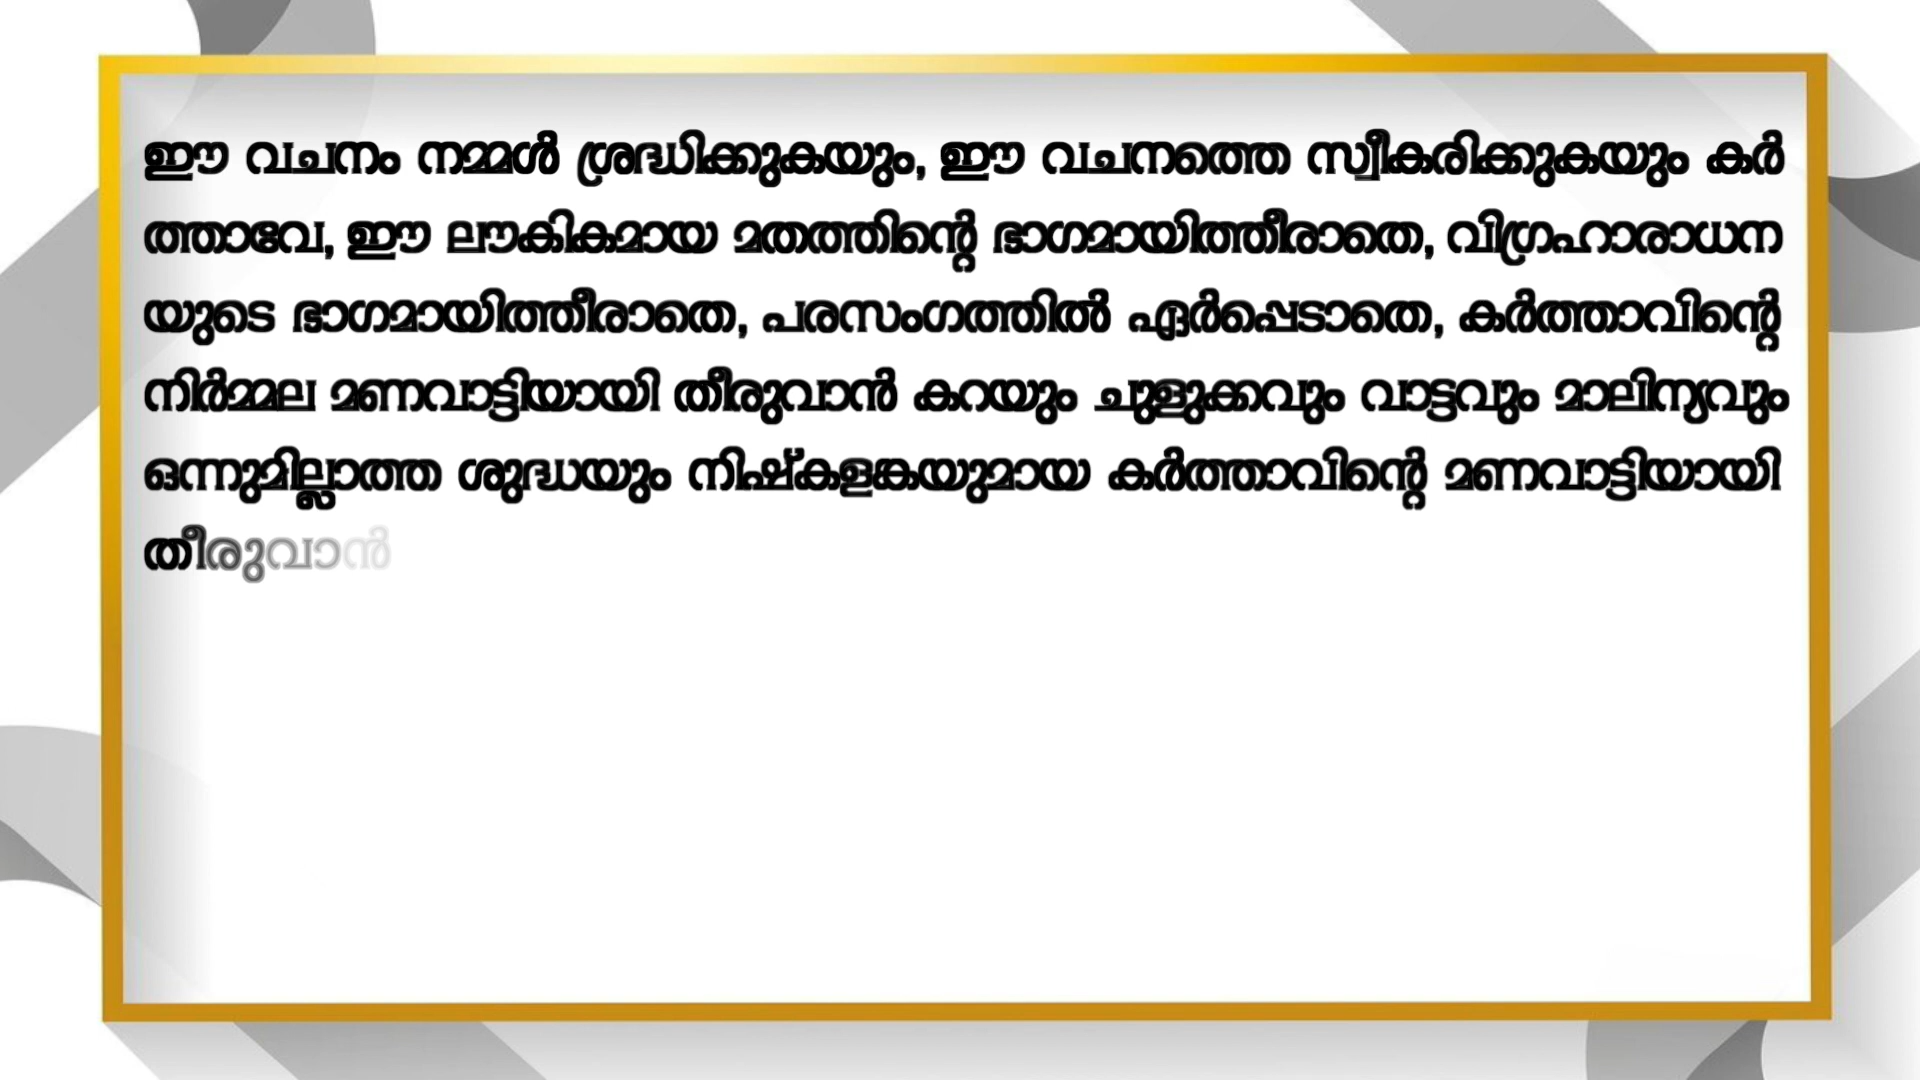 ഈ വചനം നമ്മൾ ശ്രദ്ധിക്കുകയും, ഈ വചനത്തെ സ്വീകരിക്കുകയും കർ
ത്താവേ, ഈ ലൗകികമായ മതത്തിന്റെ ഭാഗമായിത്തീരാതെ, വിഗ്രഹാരാധന
യുടെ ഭാഗമായിത്തീരാതെ, പരസംഗത്തിൽ ഏർപ്പെടാതെ, കർത്താവിന്റെ
നിർമ്മല മണവാട്ടിയായി തീരുവാൻ കറയും ചുളുക്കവും വാട്ടവും മാലിന്യവും
ഒന്നുമില്ലാത്ത ശുദ്ധയും നിഷ്കളങ്കയുമായ കർത്താവിന്റെ മണവാട്ടിയായി
തീരുവാൻ